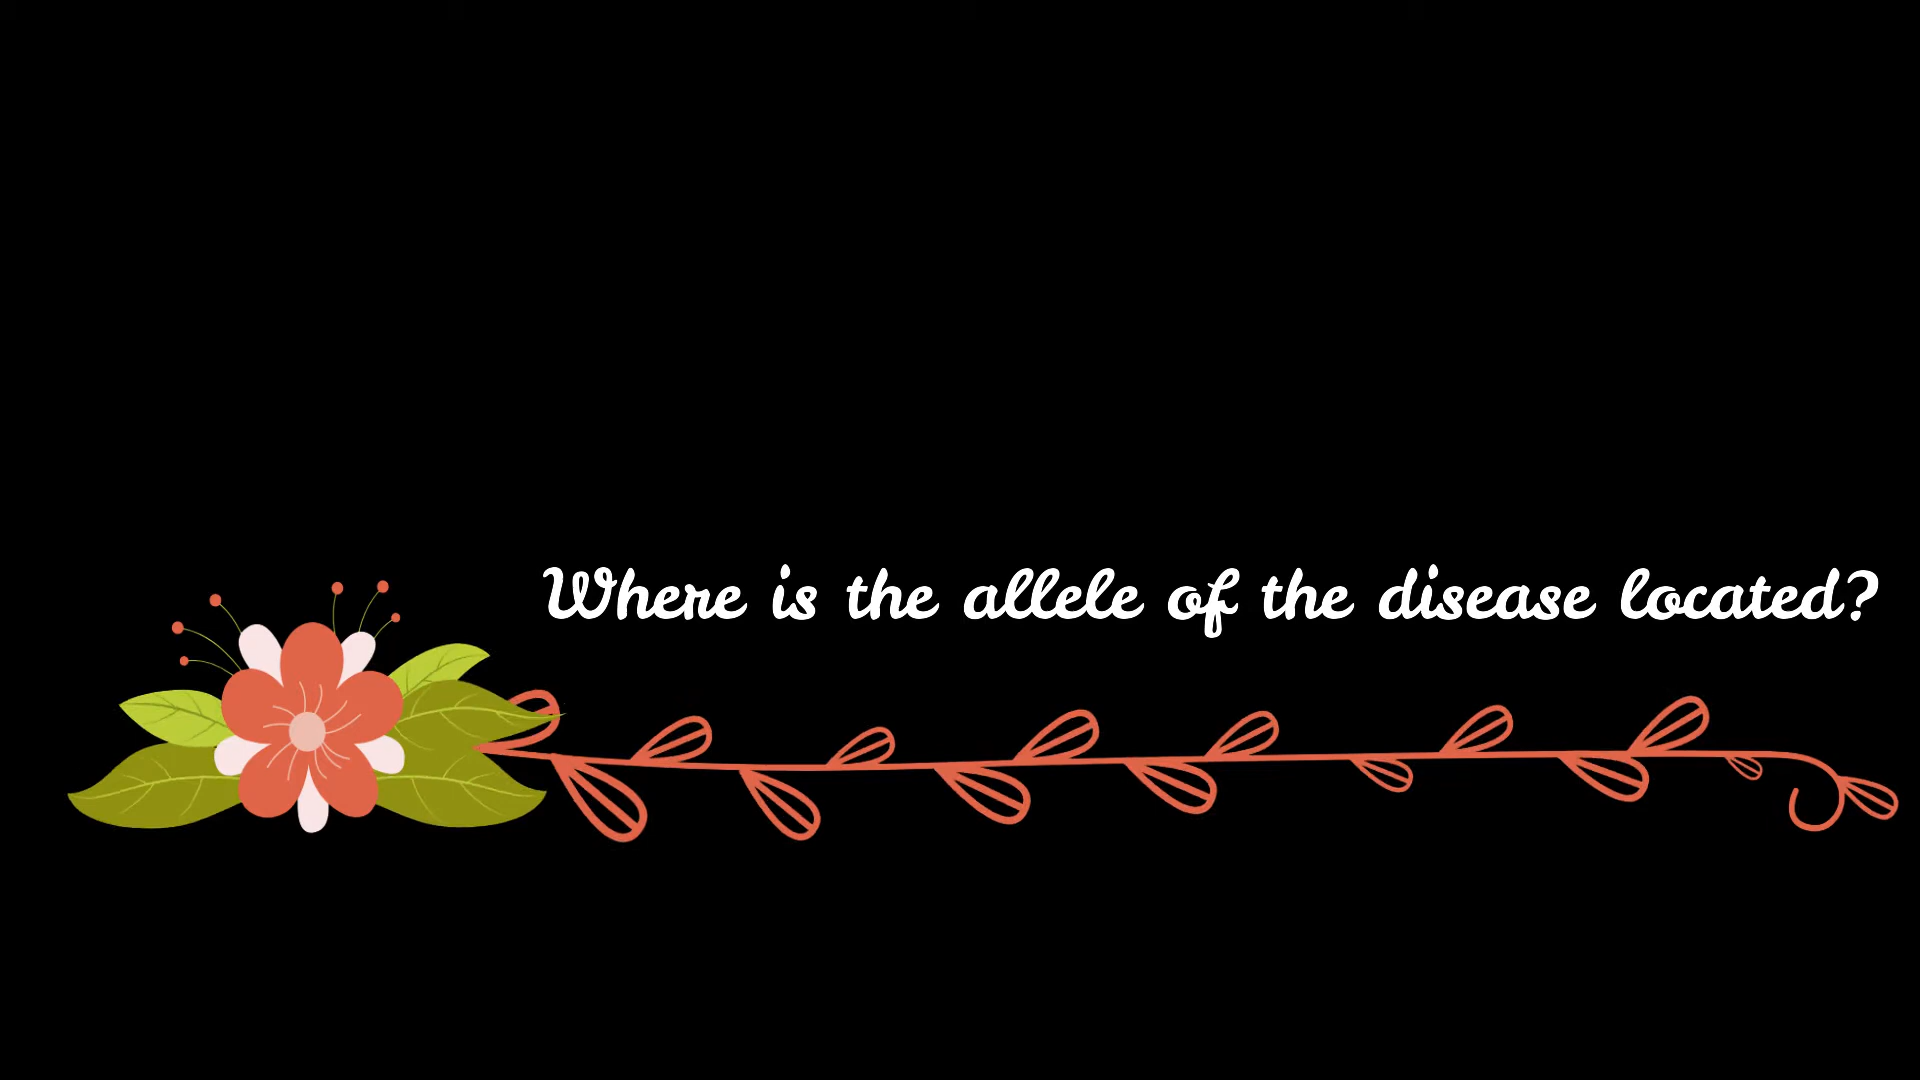 Where is the allele of the disease located?